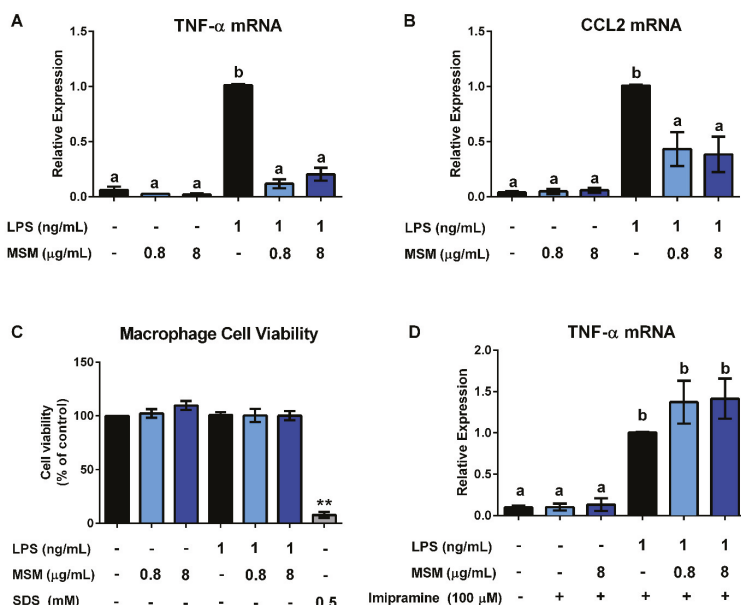 A
TNF-α mRNA
Relative Expression
1.5
1.0
0.5
0.0
a a a b a a
LPS (ng/mL) - - - 1 1 1
MSM (μg/mL) - 0.8 8 - 0.8 8
B
CCL2 mRNA
Relative Expression
1.5
1.0
0.5
0.0
a a a b a a
LPS (ng/mL) - - - 1 1 1
MSM (μg/mL) - 0.8 8 - 0.8 8
C
Macrophage Cell Viability
Cell viability
(% of control)
150
100
50
0
**
LPS (ng/mL) - - - 1 1 1 -
MSM (μg/mL) - 0.8 8 - 0.8 8 -
SDS (mM) - - - - - - 0.5
D
TNF-α mRNA
Relative Expression
2.0
1.5
1.0
0.5
0.0
a a a b b b
LPS (ng/mL) - - - 1 1 1
MSM (μg/mL) - - 8 - 0.8 8
Imipramine (100 μM) - + + + + +